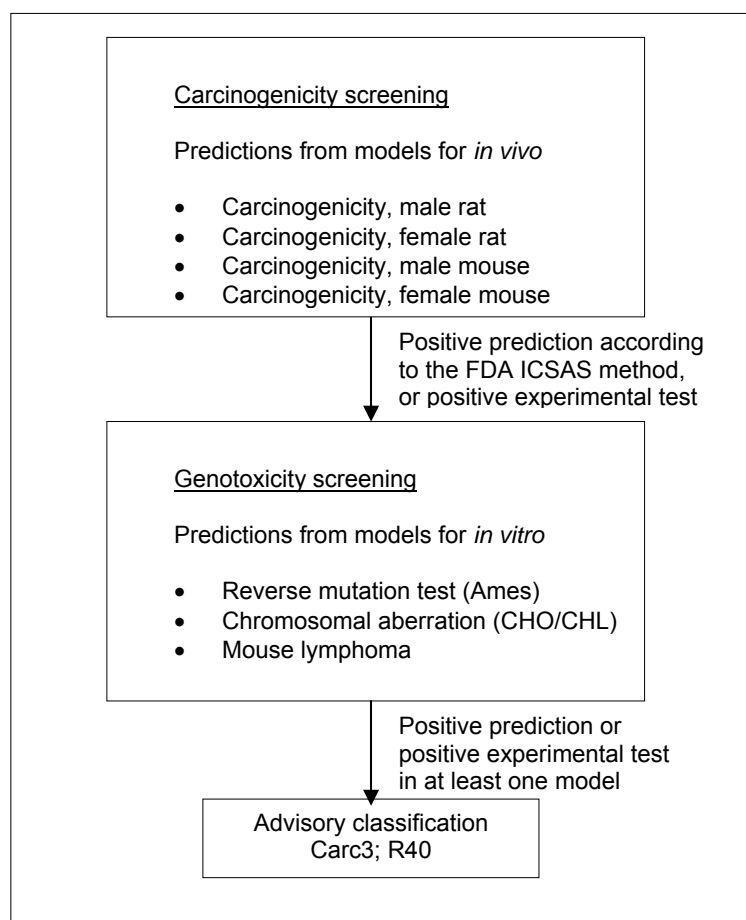 Carcinogenicity screening
Predictions from models for in vivo
• Carcinogenicity, male rat
• Carcinogenicity, female rat
• Carcinogenicity, male mouse
• Carcinogenicity, female mouse
Positive prediction according
to the FDA ICSAS method,
or positive experimental test
Genotoxicity screening
Predictions from models for in vitro
• Reverse mutation test (Ames)
• Chromosomal aberration (CHO/CHL)
• Mouse lymphoma
Positive prediction or
positive experimental test
in at least one model
Advisory classification
Carc3; R40